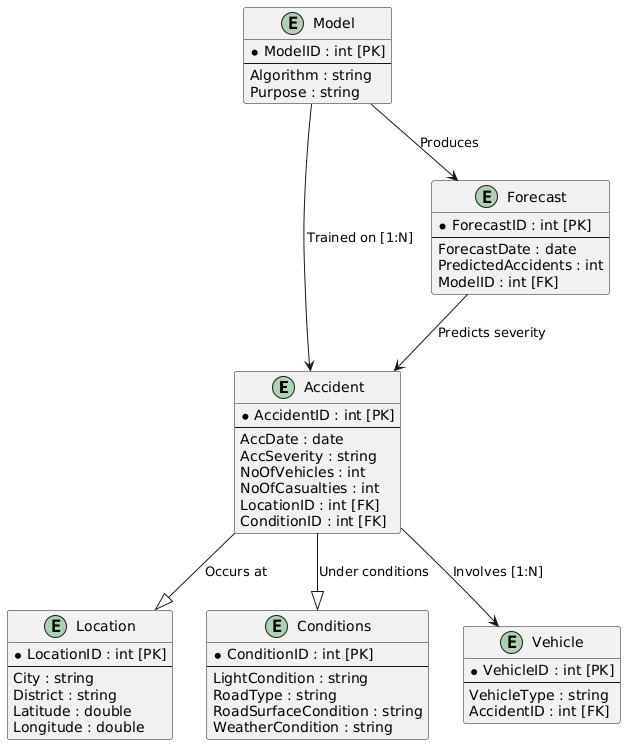 E Model
* ModelID : int [PK]
Algorithm : string
Purpose : string
Produces
E Forecast
* ForecastID : int [PK]
ForecastDate : date
PredictedAccidents : int
ModelID : int [FK]
Trained on [1:N]
Predicts severity
E Accident
* AccidentID : int [PK]
AccDate : date
AccSeverity : string
NoOfVehicles : int
NoOfCasualties : int
LocationID : int [FK]
ConditionID : int [FK]
Occurs at
Under conditions
Involves [1:N]
E Location
* LocationID : int [PK]
City : string
District : string
Latitude : double
Longitude : double
E Conditions
* ConditionID : int [PK]
LightCondition : string
RoadType : string
RoadSurfaceCondition : string
WeatherCondition : string
E Vehicle
* VehicleID : int [PK]
VehicleType : string
AccidentID : int [FK]